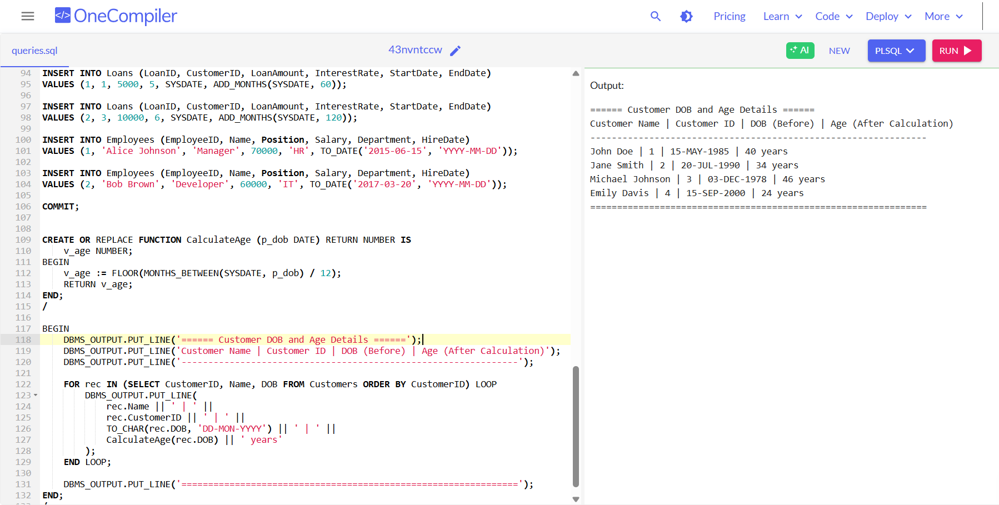 OneCompiler
Pricing
Learn
Code
Deploy
More
queries.sql
43nvntccw
AI
NEW
PLSQL
RUN
94 INSERT INTO Loans (LoanID, CustomerID, LoanAmount, InterestRate, StartDate, EndDate)
95 VALUES (1, 1, 5000, 5, SYSDATE, ADD_MONTHS(SYSDATE, 60));
96
97 INSERT INTO Loans (LoanID, CustomerID, LoanAmount, InterestRate, StartDate, EndDate)
98 VALUES (2, 3, 10000, 6, SYSDATE, ADD_MONTHS(SYSDATE, 120));
99
100 INSERT INTO Employees (EmployeeID, Name, Position, Salary, Department, HireDate)
101 VALUES (1, 'Alice Johnson', 'Manager', 70000, 'HR', TO_DATE('2015-06-15', 'YYYY-MM-DD'));
102
103 INSERT INTO Employees (EmployeeID, Name, Position, Salary, Department, HireDate)
104 VALUES (2, 'Bob Brown', 'Developer', 60000, 'IT', TO_DATE('2017-03-20', 'YYYY-MM-DD'));
105
106 COMMIT;
107
108
109 CREATE OR REPLACE FUNCTION CalculateAge (p_dob DATE) RETURN NUMBER IS
110 v_age NUMBER;
111 BEGIN
112 v_age := FLOOR(MONTHS_BETWEEN(SYSDATE, p_dob) / 12);
113 RETURN v_age;
114 END;
115 /
116
117 BEGIN
118 DBMS_OUTPUT.PUT_LINE('====== Customer DOB and Age Details ======');
119 DBMS_OUTPUT.PUT_LINE('Customer Name | Customer ID | DOB (Before) | Age (After Calculation)');
120 DBMS_OUTPUT.PUT_LINE('---------------------------------------------------------------');
121
122 FOR rec IN (SELECT CustomerID, Name, DOB FROM Customers ORDER BY CustomerID) LOOP
123 DBMS_OUTPUT.PUT_LINE(
124 rec.Name || ' | ' ||
125 rec.CustomerID || ' | ' ||
126 TO_CHAR(rec.DOB, 'DD-MON-YYYY') || ' | ' ||
127 CalculateAge(rec.DOB) || ' years'
128 );
129 END LOOP;
130
131 DBMS_OUTPUT.PUT_LINE('===============================================================');
132 END;
Output:
====== Customer DOB and Age Details ======
Customer Name | Customer ID | DOB (Before) | Age (After Calculation)
---------------------------------------------------------------
John Doe | 1 | 15-MAY-1985 | 40 years
Jane Smith | 2 | 20-JUL-1990 | 34 years
Michael Johnson | 3 | 03-DEC-1978 | 46 years
Emily Davis | 4 | 15-SEP-2000 | 24 years
===============================================================